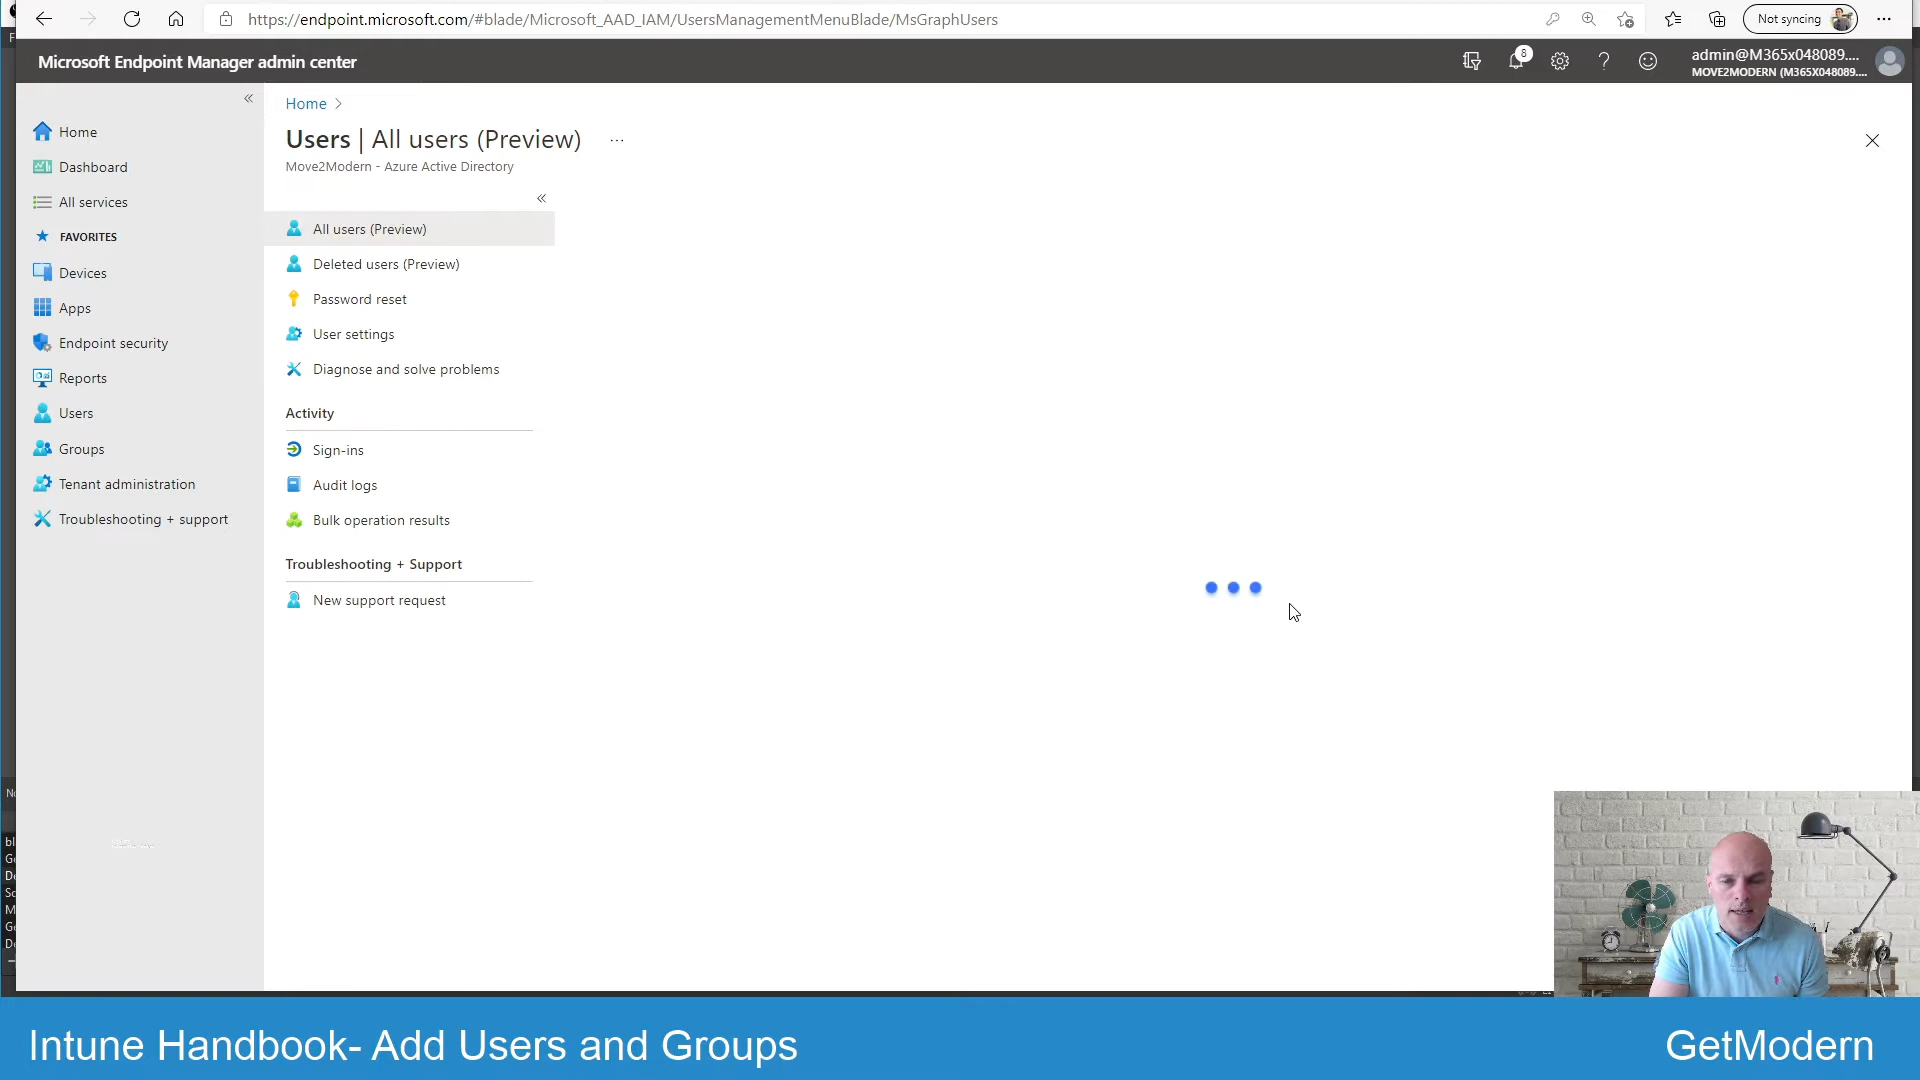 https://endpoint.microsoft.com/#blade/Microsoft_AAD_IAM/UsersManagementMenuBlade/MsGraphUsers
Not syncing
Microsoft Endpoint Manager admin center
8
admin@M365x048089....
MOVE2MODERN (M365X048089....
Home
Dashboard
All services
FAVORITES
Devices
Apps
Endpoint security
Reports
Users
Groups
Tenant administration
Troubleshooting + support
Home
Users | All users (Preview)
Move2Modern - Azure Active Directory
All users (Preview)
Deleted users (Preview)
Password reset
User settings
Diagnose and solve problems
Activity
Sign-ins
Audit logs
Bulk operation results
Troubleshooting + Support
New support request
Intune Handbook- Add Users and Groups
GetModern